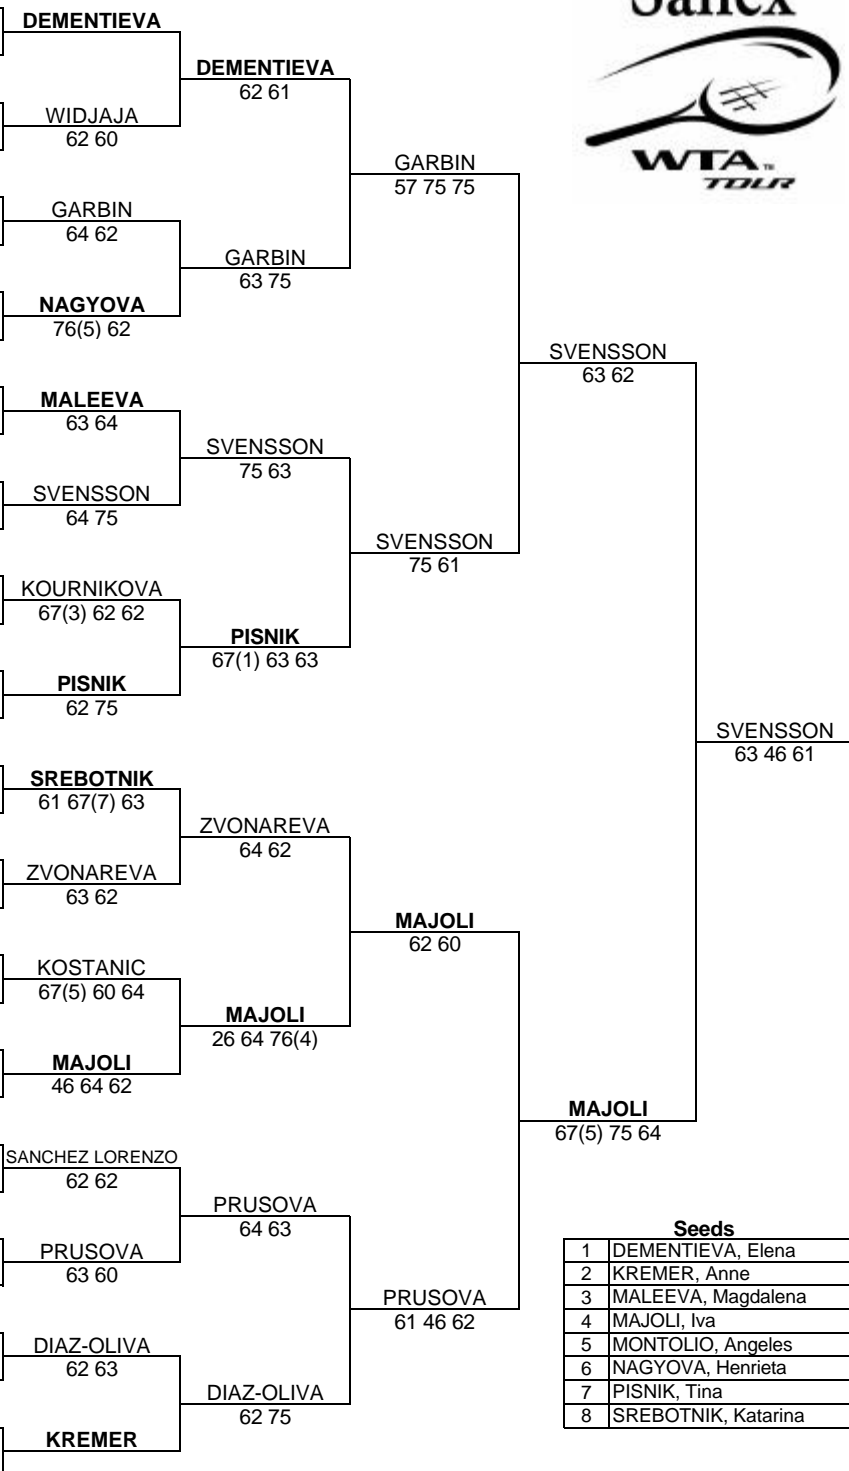 Sanex
WTA TM
TOUR
DEMENTIEVA
WIDJAJA
62 60
GARBIN
64 62
NAGYOVA
76(5) 62
MALEEVA
63 64
SVENSSON
64 75
KOURNIKOVA
67(3) 62 62
PISNIK
62 75
SREBOTNIK
61 67(7) 63
ZVONAREVA
63 62
KOSTANIC
67(5) 60 64
MAJOLI
46 64 62
SANCHEZ LORENZO
62 62
PRUSOVA
63 60
DIAZ-OLIVA
62 63
KREMER
DEMENTIEVA
62 61
GARBIN
63 75
SVENSSON
75 63
PISNIK
67(1) 63 63
ZVONAREVA
64 62
MAJOLI
26 64 76(4)
PRUSOVA
64 63
DIAZ-OLIVA
62 75
GARBIN
57 75 75
SVENSSON
75 61
MAJOLI
62 60
PRUSOVA
61 46 62
SVENSSON
63 62
MAJOLI
67(5) 75 64
SVENSSON
63 46 61
Seeds
1 DEMENTIEVA, Elena
2 KREMER, Anne
3 MALEEVA, Magdalena
4 MAJOLI, Iva
5 MONTOLIO, Angeles
6 NAGYOVA, Henrieta
7 PISNIK, Tina
8 SREBOTNIK, Katarina